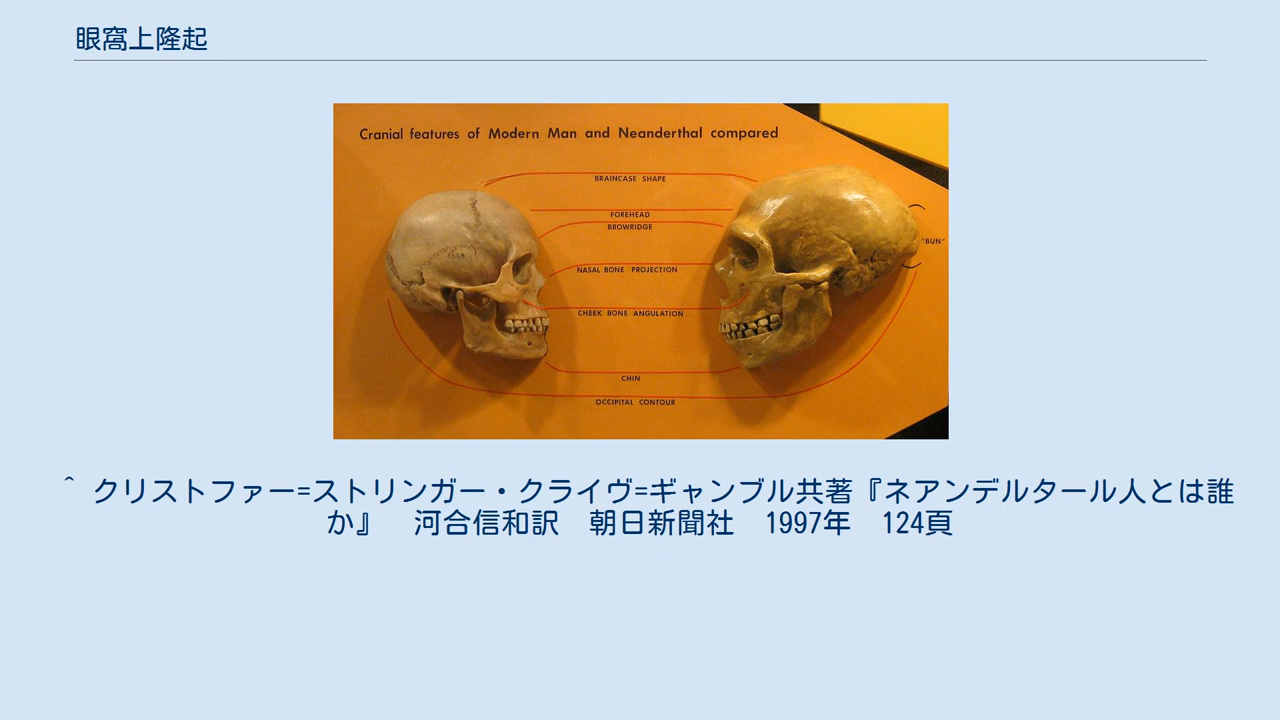 眼窩上隆起
Cranial features of Modern Man and Neanderthal compared
BRAINCASE SHAPE
FOREHEAD
BROWRIDGE
"BUN"
NASAL BONE PROJECTION
CHEEK BONE ANGULATION
CHIN
OCCIPITAL CONTOUR
^ クリストファー=ストリンガー・クライヴ=ギャンブル共著『ネアンデルタール人とは誰
か』　河合信和訳　朝日新聞社　1997年　124頁